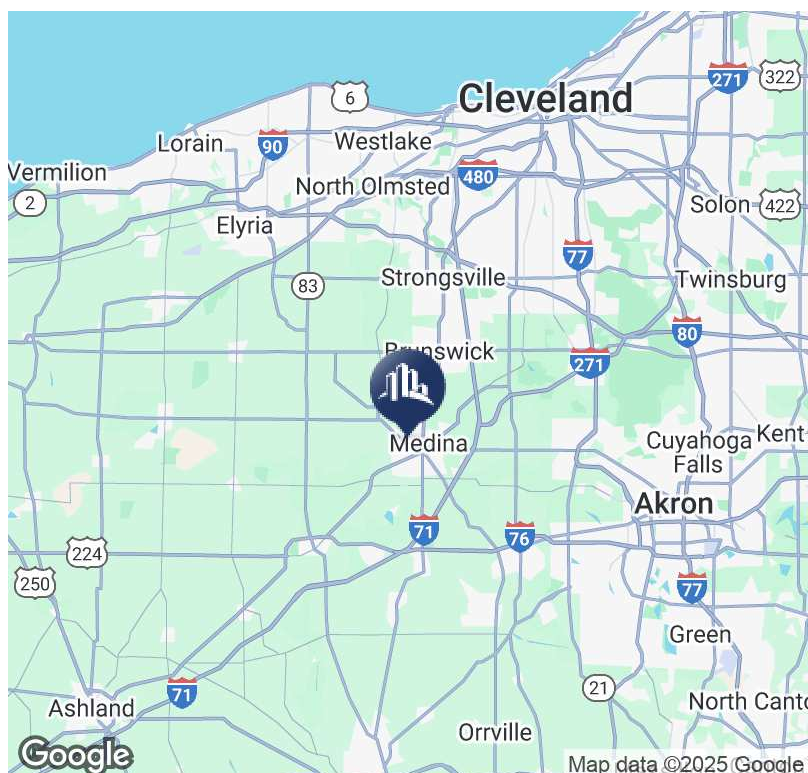 271
322
6
Cleveland
Lorain
90
Westlake
Vermilion
North Olmsted
480
2
Elyria
Solon
422
77
Strongsville
Twinsburg
83
80
Brunswick
271
Medina
Cuyahoga
Falls
Kent
Akron
71
76
224
250
77
Green
71
21
Ashland
North Canto
Orrville
Google
Map data ©2025 Google